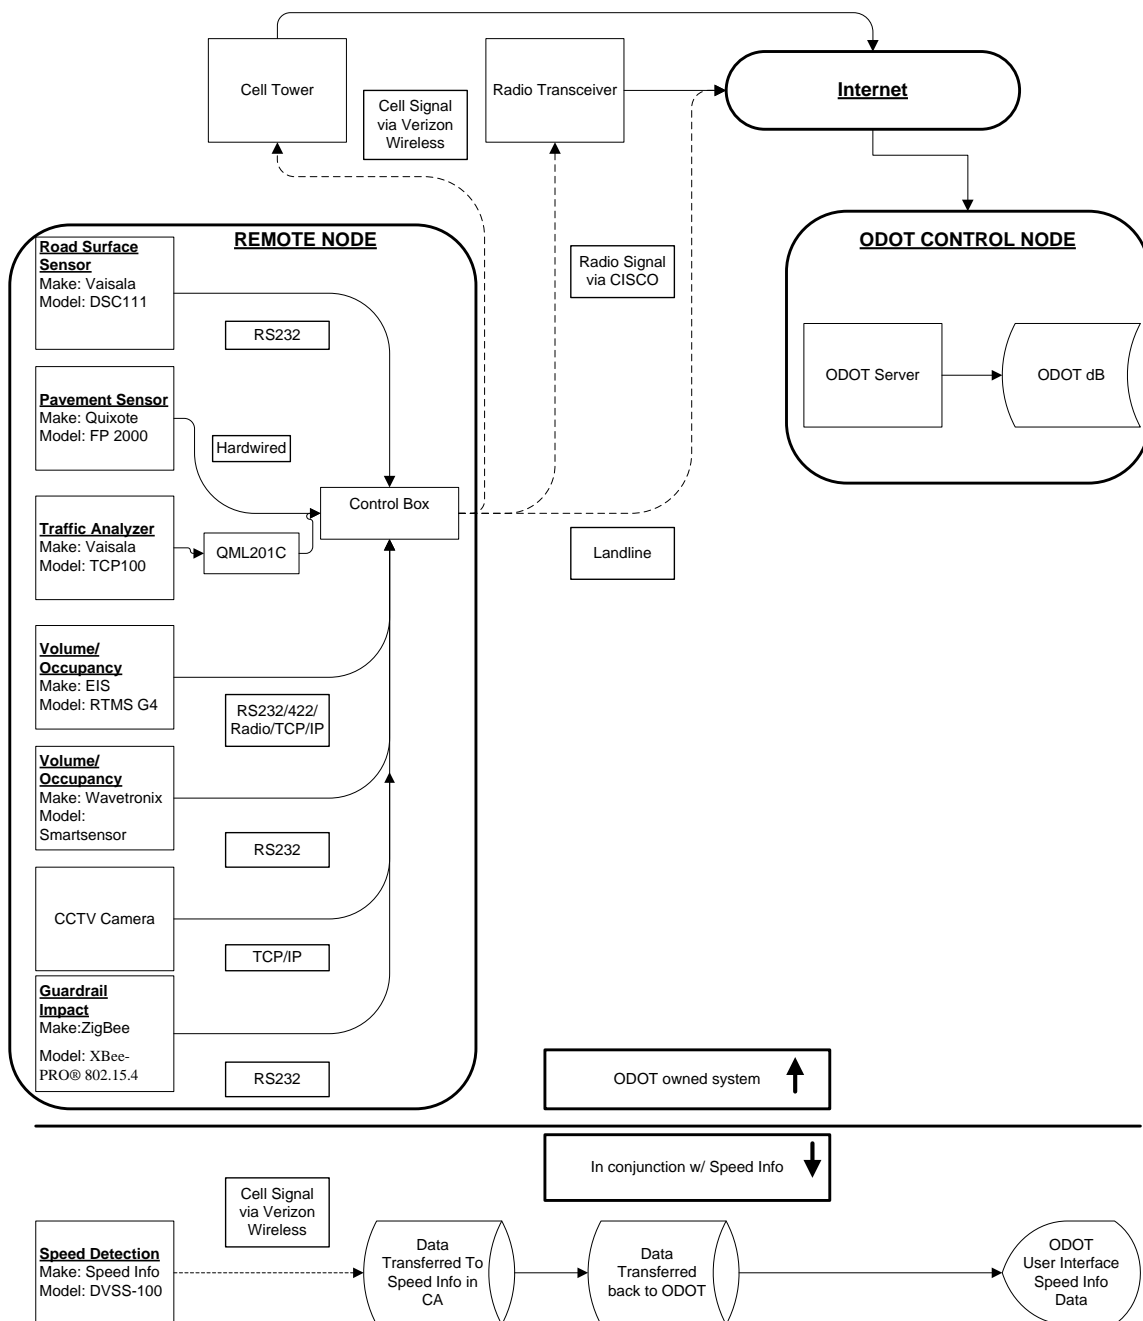 Cell Tower
Cell Signal
via Verizon
Wireless
Radio Transceiver
Internet
REMOTE NODE
Road Surface
Sensor
Make: Vaisala
Model: DSC111
RS232
Pavement Sensor
Make: Quixote
Model: FP 2000
Hardwired
Traffic Analyzer
Make: Vaisala
Model: TCP100
QML201C
Control Box
Volume/
Occupancy
Make: EIS
Model: RTMS G4
RS232/422/
Radio/TCP/IP
Volume/
Occupancy
Make: Wavetronix
Model:
Smartsensor
RS232
CCTV Camera
TCP/IP
Guardrail
Impact
Make:ZigBee
Model: XBee-
PRO® 802.15.4
RS232
Radio Signal
via CISCO
Landline
ODOT CONTROL NODE
ODOT Server
ODOT dB
ODOT owned system
In conjunction w/ Speed Info
Cell Signal
via Verizon
Wireless
Speed Detection
Make: Speed Info
Model: DVSS-100
Data
Transferred To
Speed Info in
CA
Data
Transferred
back to ODOT
ODOT
User Interface
Speed Info
Data